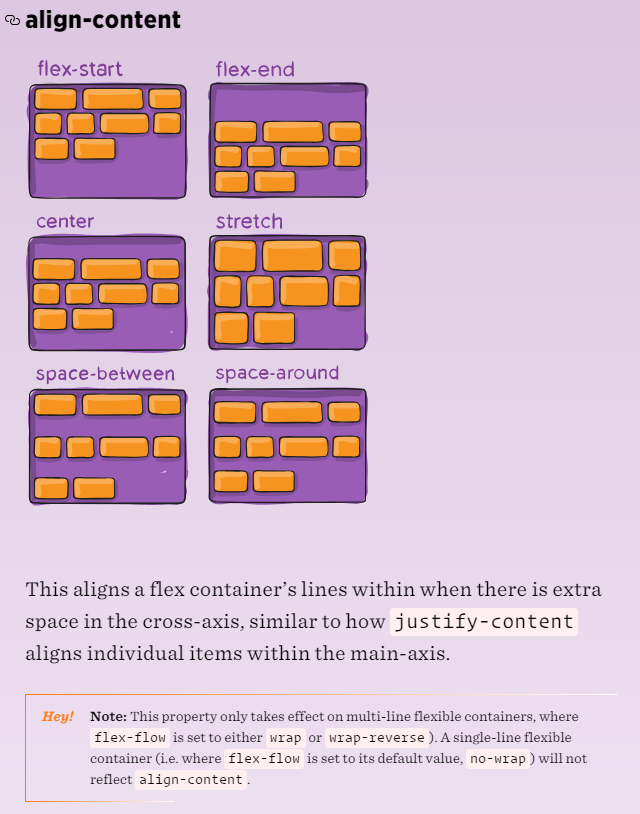 align-content
flex-start flex-end
center stretch
space-between space-around
This aligns a flex container’s lines within when there is extra
space in the cross-axis, similar to how justify-content
aligns individual items within the main-axis.
Hey! Note: This property only takes effect on multi-line flexible containers, where
flex-flow is set to either wrap or wrap-reverse ). A single-line flexible
container (i.e. where flex-flow is set to its default value, no-wrap ) will not
reflect align-content .